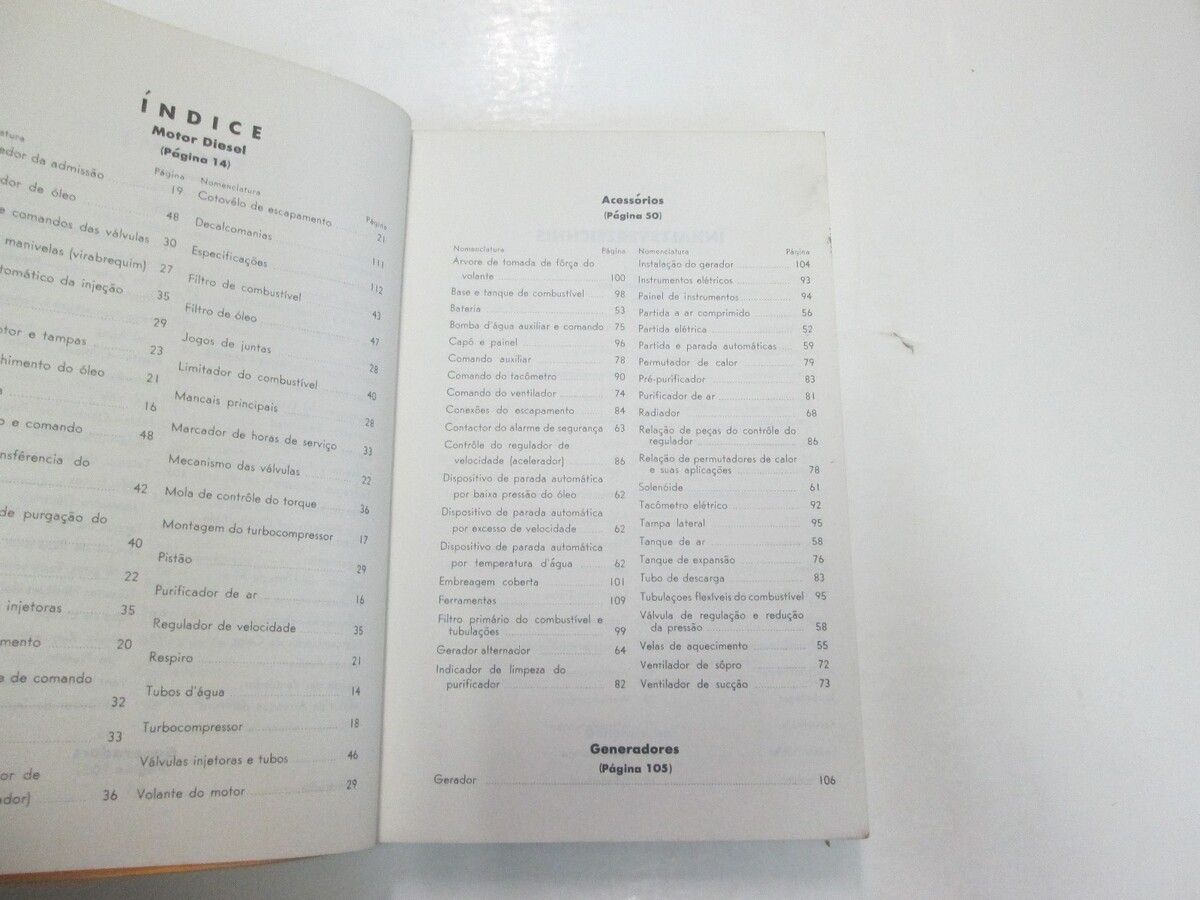 ÍNDICE
Motor Diesel
(Página 14)
Página
da admissão 19
de óleo 48
comandos das válvulas 30
manivelas (virabrequim) 27
da injeção 35
29
e tampas 23
do óleo 21
16
e comando 48
do 42
de purgação do
40
22
injetoras 35
20
de comando
32
33
de
36
Nomenclatura Página
Cotovêlo de escapamento 21
Decalcomanias 111
Especificações 112
Filtro de combustível 43
Filtro de óleo 47
Jogos de juntas 28
Limitador do combustível 40
Mancais principais 28
Marcador de horas de serviço 33
Mecanismo das válvulas 22
Mola de contrôle do torque 36
Montagem do turbocompressor 17
Pistão 29
Purificador de ar 16
Regulador de velocidade 35
Respiro 21
Tubos d'água 14
Turbocompressor 18
Válvulas injetoras e tubos 46
Volante do motor 29
Acessórios
(Página 50)
Nomenclatura Página
Árvore de tomada de fôrça do
volante 100
Base e tanque de combustível 98
Bateria 53
Bomba d'água auxiliar e comando 75
Capô e painel 96
Comando auxiliar 78
Comando do tacômetro 90
Comando do ventilador 74
Conexões do escapamento 84
Contactor do alarme de segurança 63
Contrôle do regulador de
velocidade (acelerador) 86
Dispositivo de parada automática
por baixa pressão do óleo 62
Dispositivo de parada automática
por excesso de velocidade 62
Dispositivo de parada automática
por temperatura d'água 62
Embreagem coberta 101
Ferramentas 109
Filtro primário do combustível e
tubulações 99
Gerador alternador 64
Indicador de limpeza do
purificador 82
Nomenclatura Página
Instalação do gerador 104
Instrumentos elétricos 93
Painel de instrumentos 94
Partida a ar comprimido 56
Partida elétrica 52
Partida e parada automáticas 59
Permutador de calor 79
Pré-purificador 83
Purificador de ar 81
Radiador 68
Relação de peças do contrôle do
regulador 86
Relação de permutadores de calor
e suas aplicações 78
Solenóide 61
Tacômetro elétrico 92
Tampa lateral 95
Tanque de ar 58
Tanque de expansão 76
Tubo de descarga 83
Tubulaçoes flexíveis do combustível 95
Válvula de regulação e redução
da pressão 58
Velas de aquecimento 55
Ventilador de sôpro 72
Ventilador de sucção 73
Generadores
(Página 105)
Gerador 106